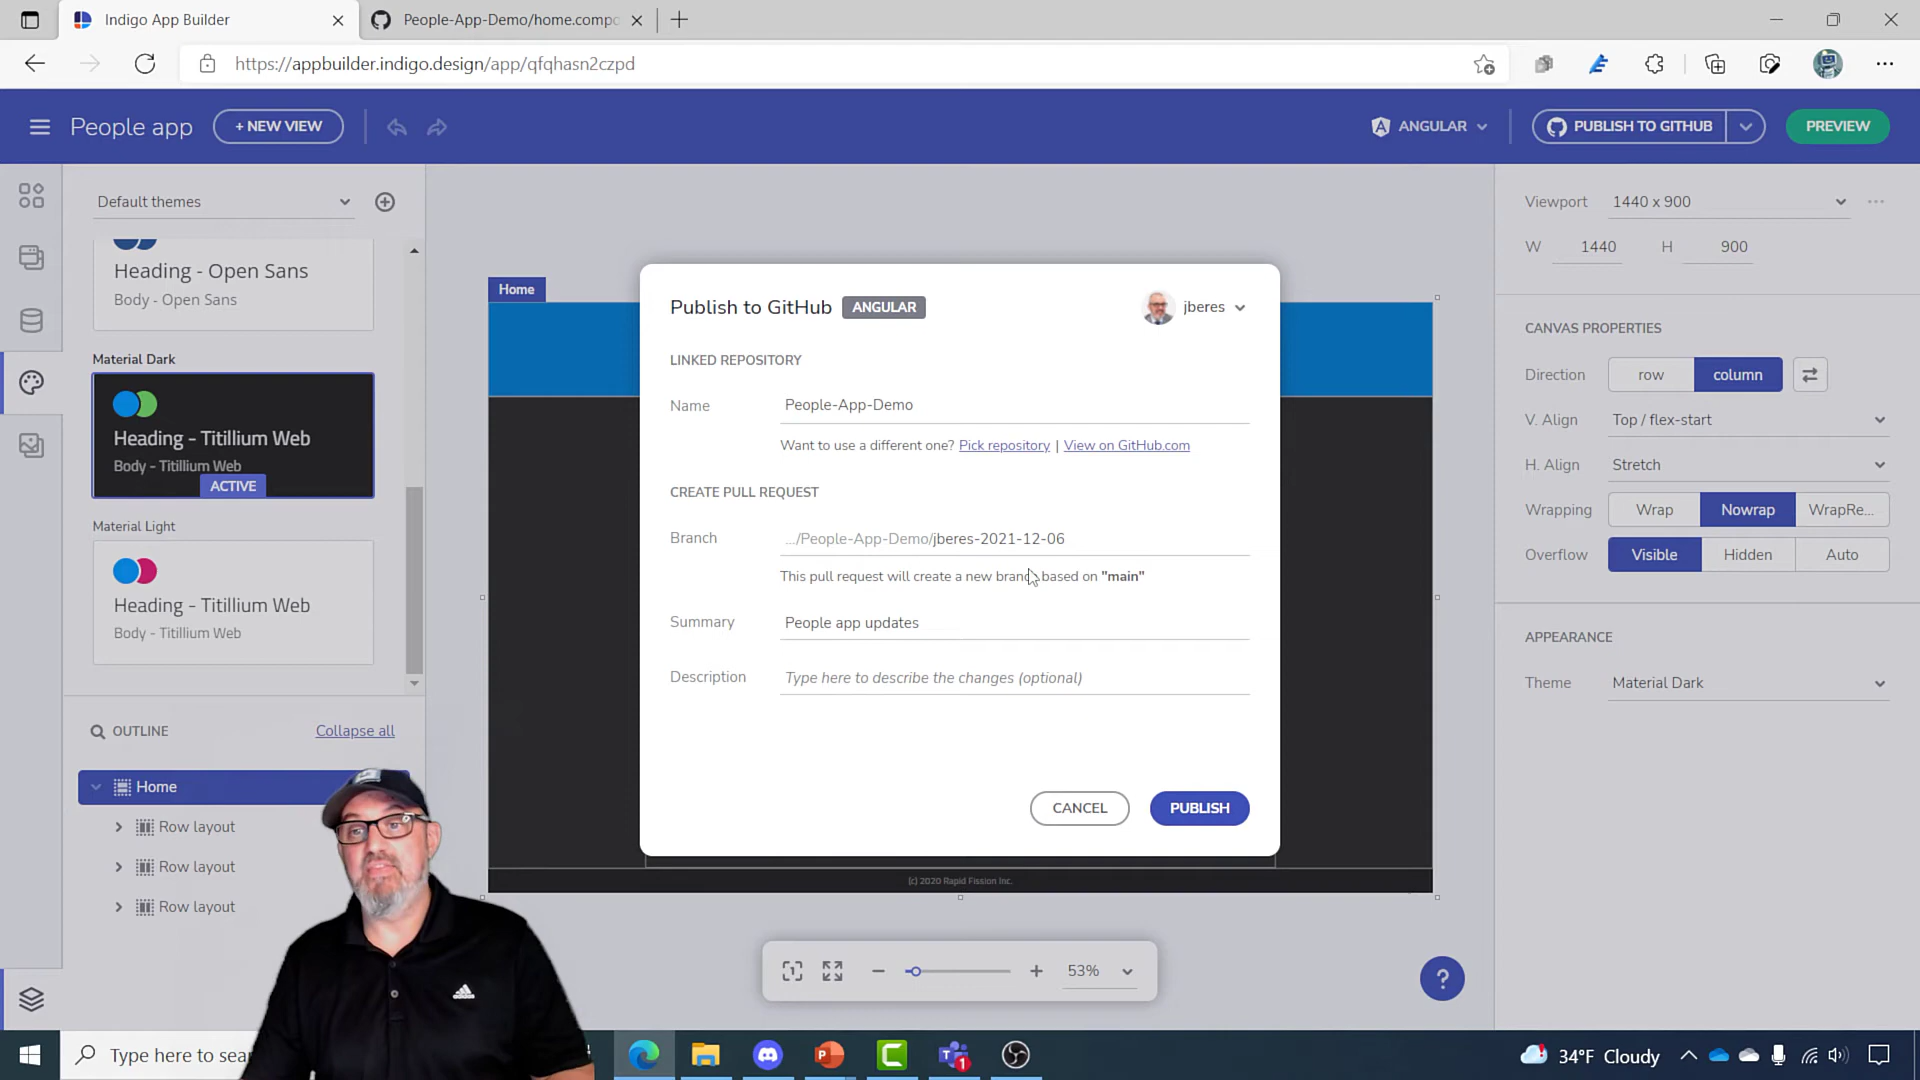 Indigo App Builder
People-App-Demo/home.compo
https://appbuilder.indigo.design/app/qfqhasn2czpd
People app
+ NEW VIEW
ANGULAR
PUBLISH TO GITHUB
PREVIEW
Default themes
Heading - Open Sans
Body - Open Sans
Material Dark
Heading - Titillium Web
Body - Titillium Web
ACTIVE
Material Light
Heading - Titillium Web
Body - Titillium Web
OUTLINE
Collapse all
Home
Row layout
Row layout
Row layout
Home
Publish to GitHub
ANGULAR
jberes
LINKED REPOSITORY
Name
People-App-Demo
Want to use a different one? Pick repository | View on GitHub.com
CREATE PULL REQUEST
Branch
.../People-App-Demo/jberes-2021-12-06
This pull request will create a new branch based on "main"
Summary
People app updates
Description
Type here to describe the changes (optional)
CANCEL
PUBLISH
(c) 2020 Rapid Fission Inc.
53%
?
Viewport
1440 x 900
W 1440 H 900
CANVAS PROPERTIES
Direction
row
column
V. Align
Top / flex-start
H. Align
Stretch
Wrapping
Wrap
Nowrap
WrapRe...
Overflow
Visible
Hidden
Auto
APPEARANCE
Theme
Material Dark
Type here to sea
1
34°F Cloudy